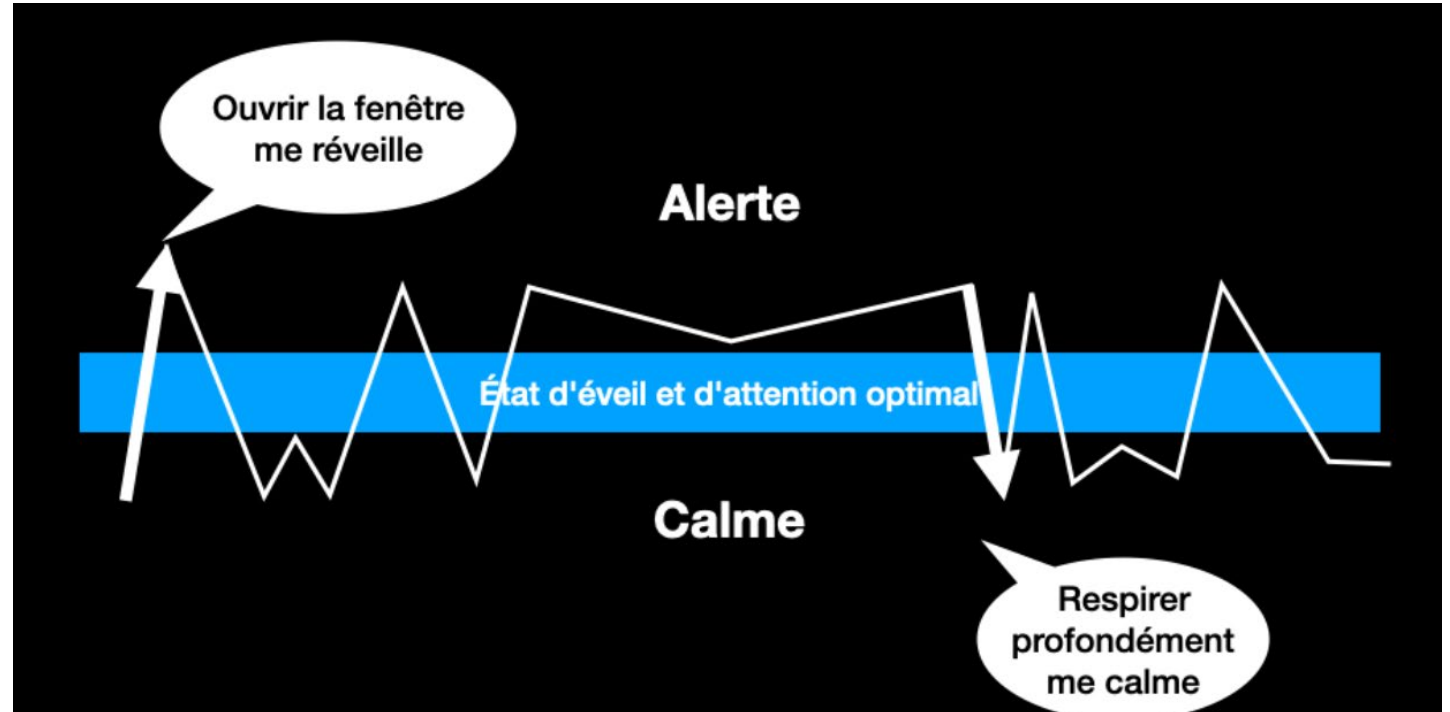 Ouvrir la fenêtre
me réveille
Alerte
État d'éveil et d'attention optimal
Calme
Respirer
profondément
me calme